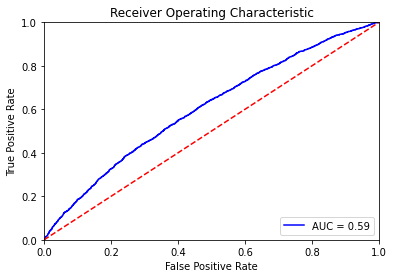 Receiver Operating Characteristic
True Positive Rate
1.0
0.8
0.6
0.4
0.2
0.0
AUC = 0.59
0.0 0.2 0.4 0.6 0.8 1.0
False Positive Rate